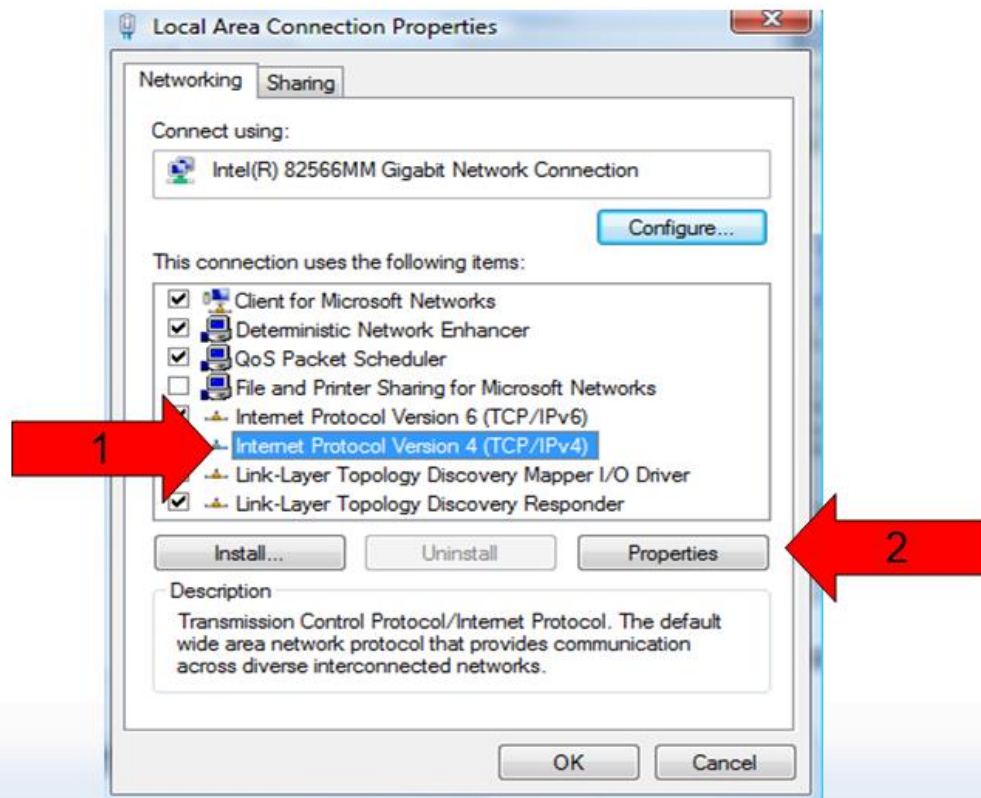 Local Area Connection Properties
Networking
Sharing
Connect using:
Intel(R) 82566MM Gigabit Network Connection
Configure...
This connection uses the following items:
Client for Microsoft Networks
Deterministic Network Enhancer
QoS Packet Scheduler
File and Printer Sharing for Microsoft Networks
Internet Protocol Version 6 (TCP/IPv6)
1
Internet Protocol Version 4 (TCP/IPv4)
Link-Layer Topology Discovery Mapper I/O Driver
Link-Layer Topology Discovery Responder
Install...
Uninstall
Properties
2
Description
Transmission Control Protocol/Internet Protocol. The default
wide area network protocol that provides communication
across diverse interconnected networks.
OK
Cancel